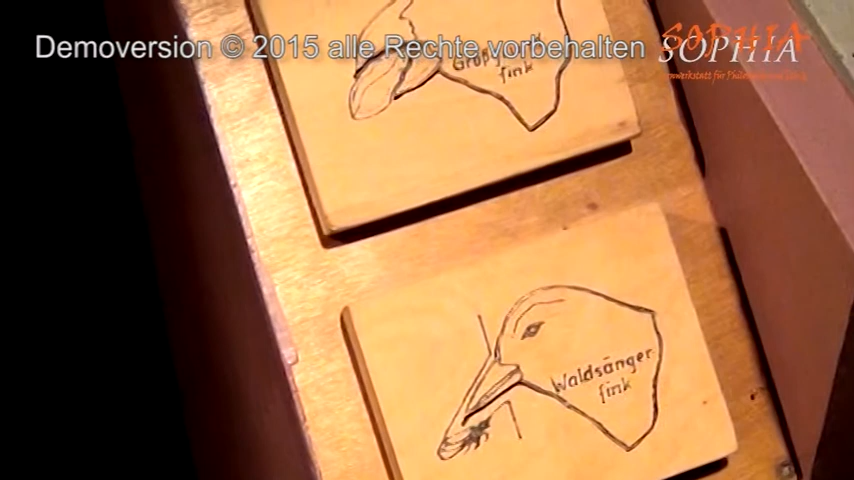 Demoversion © 2015 alle Rechte vorbehalten
SOPHIA
SOPHIA
fink
Waldsänger-
fink